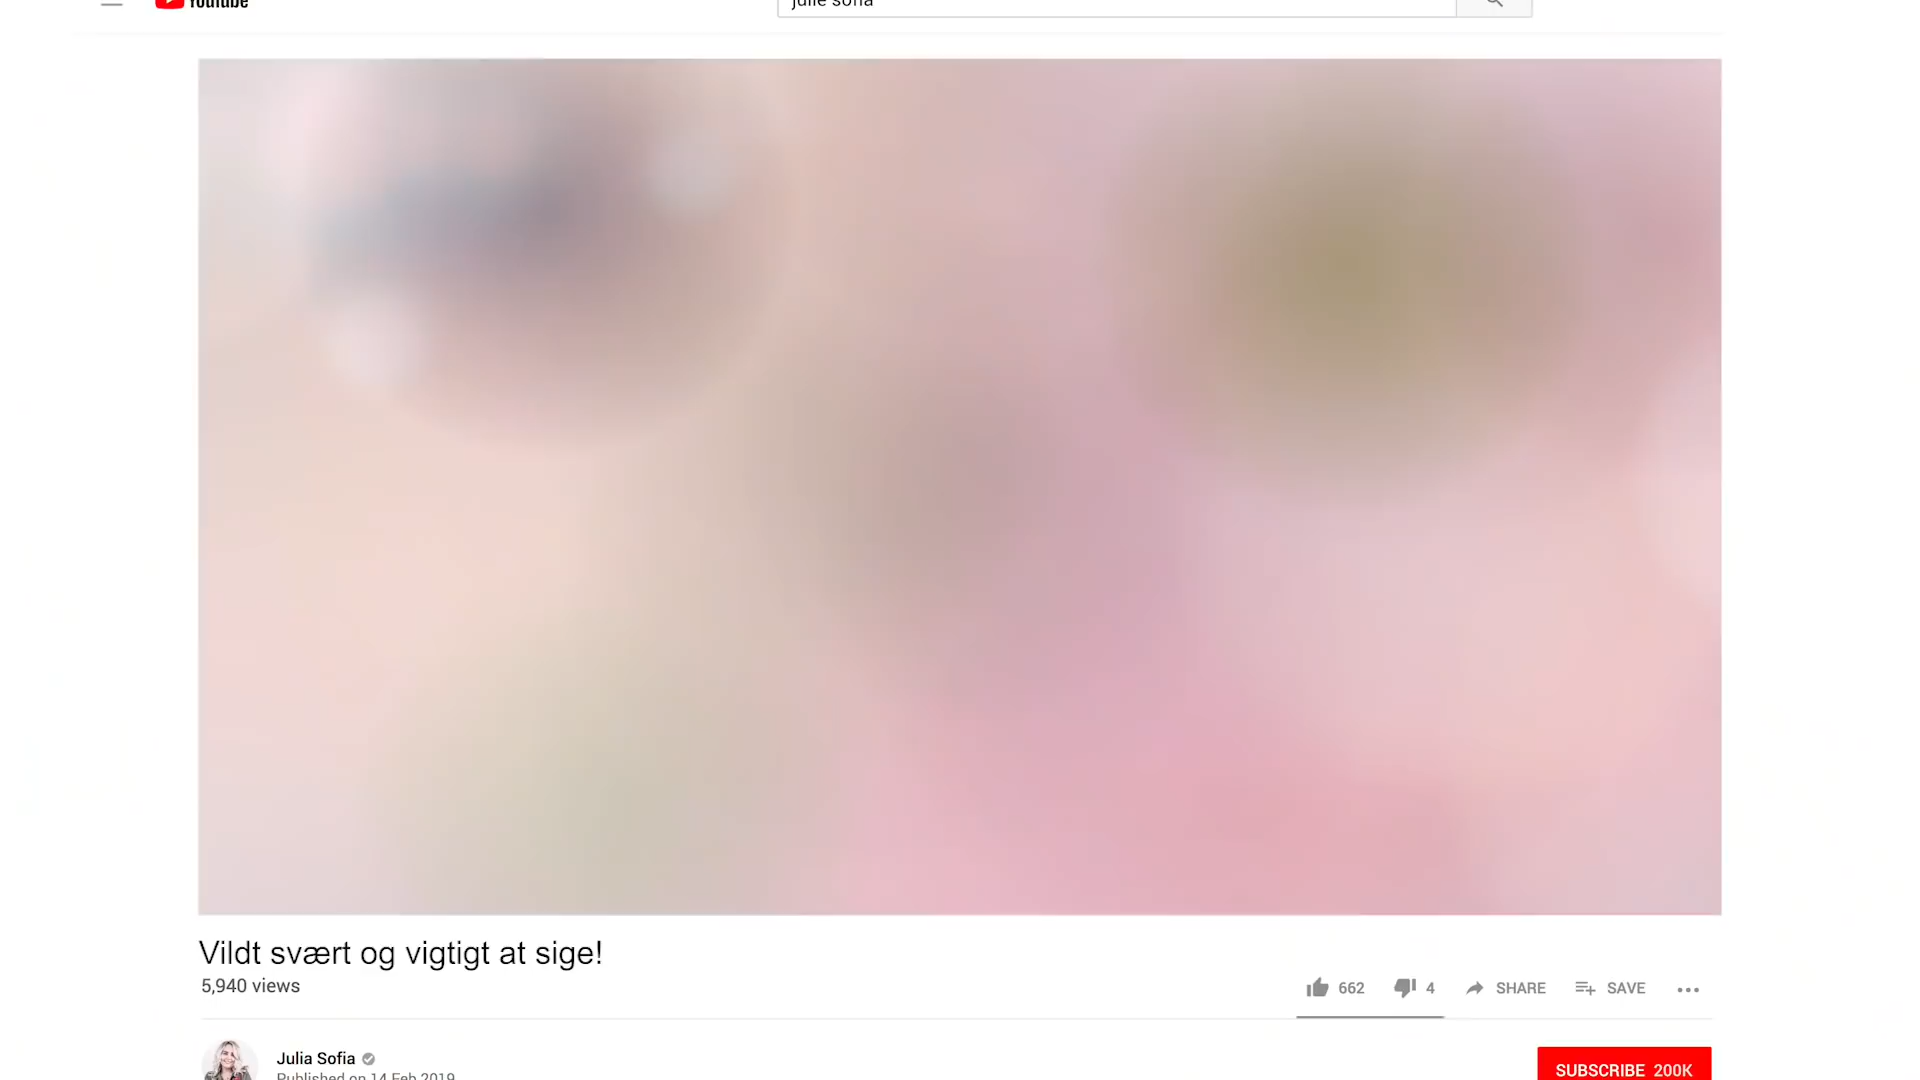 YouTube
julie sofia
Vildt svært og vigtigt at sige!
5,940 views
662
4
SHARE
SAVE
Julia Sofia
Published on 14 Feb 2019
SUBSCRIBE 200K